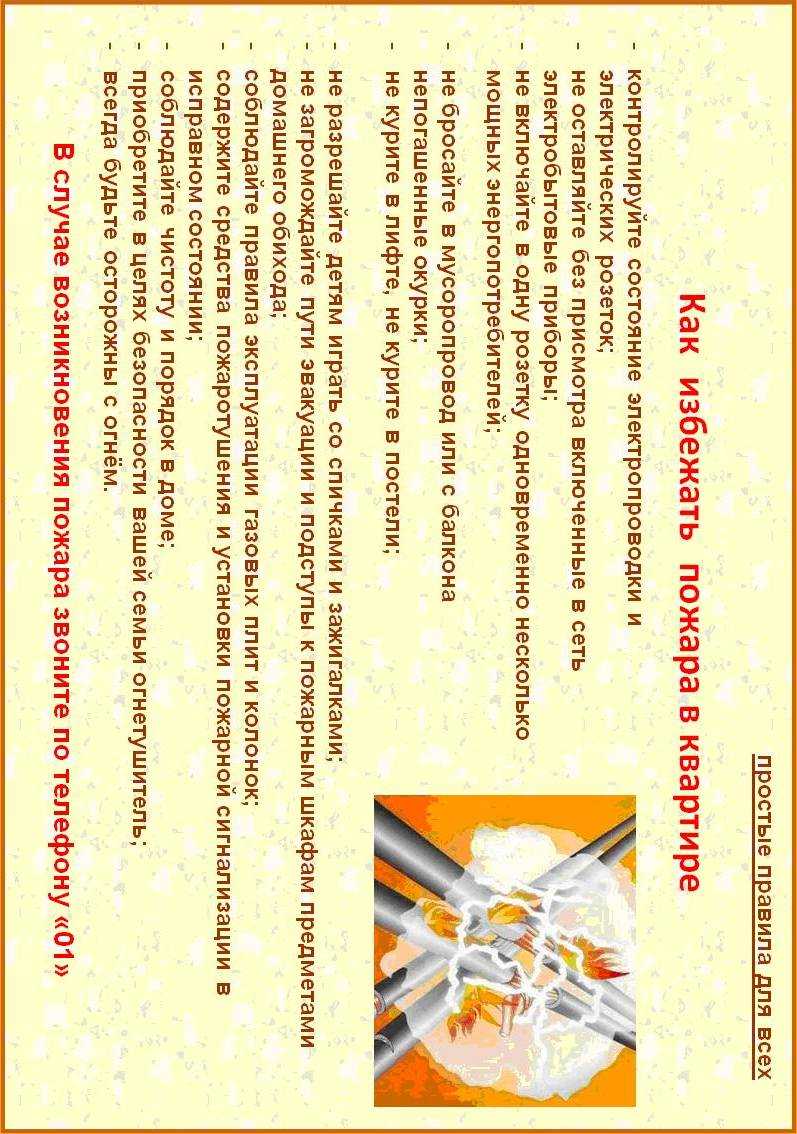 простые правила для всех
Как избежать пожара в квартире
- контролируйте состояние электропроводки и
электрических розеток;
- не оставляйте без присмотра включенные в сеть
электробытовые приборы;
- не включайте в одну розетку одновременно несколько
мощных энергопотребителей;
- не бросайте в мусоропровод или с балкона
непогашенные окурки;
- не курите в лифте, не курите в постели;
- не разрешайте детям играть со спичками и зажигалками;
- не загромождайте пути эвакуации и подступы к пожарным шкафам предметами
домашнего обихода;
- соблюдайте правила эксплуатации газовых плит и колонок;
- содержите средства пожаротушения и установки пожарной сигнализации в
исправном состоянии;
- соблюдайте чистоту и порядок в доме;
- приобретите в целях безопасности вашей семьи огнетушитель;
- всегда будьте осторожны с огнём.
В случае возникновения пожара звоните по телефону «01»